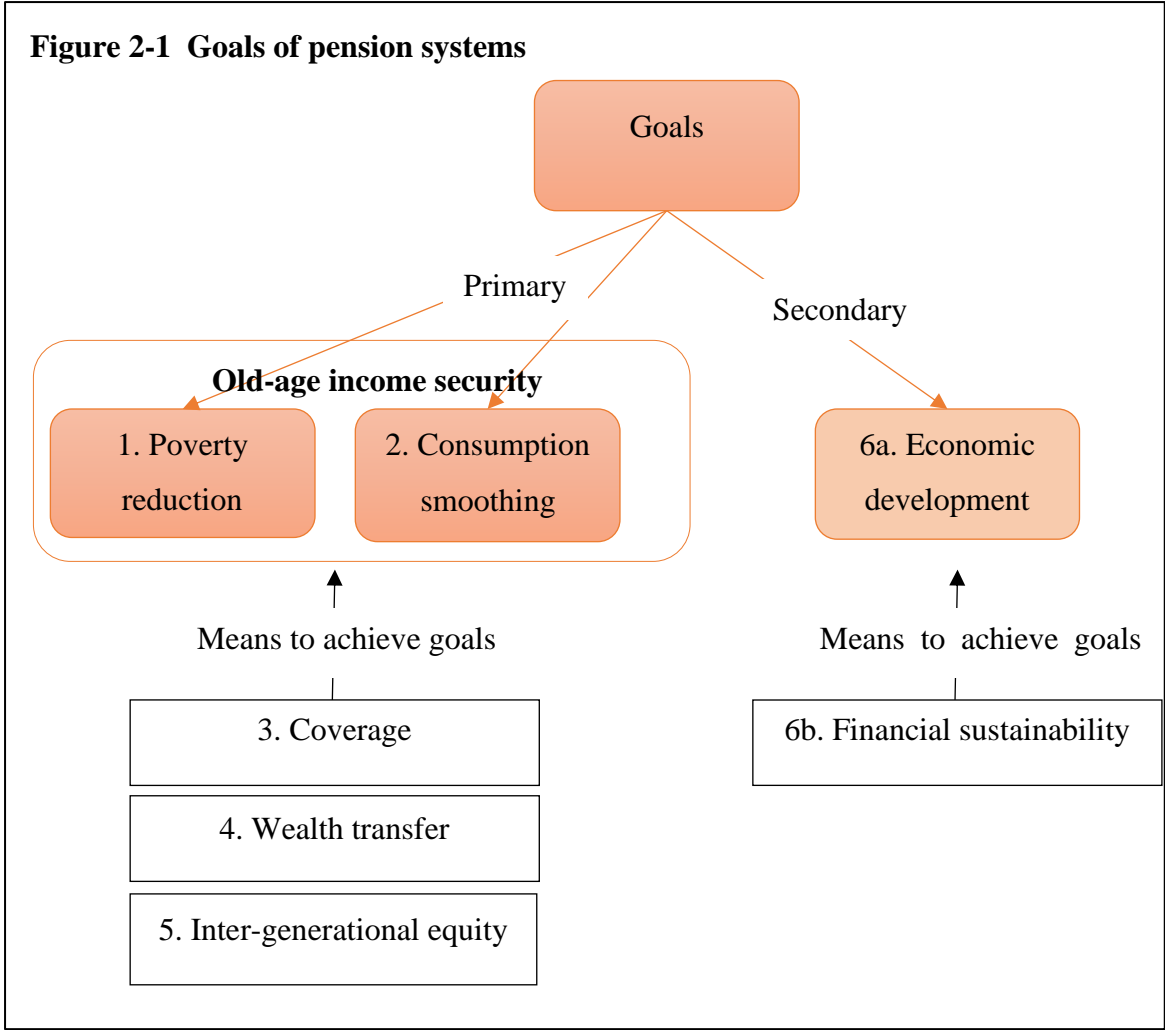 Figure 2-1 Goals of pension systems
Goals
Primary
Secondary
Old-age income security
1. Poverty
reduction
2. Consumption
smoothing
6a. Economic
development
Means to achieve goals
Means to achieve goals
3. Coverage
6b. Financial sustainability
4. Wealth transfer
5. Inter-generational equity